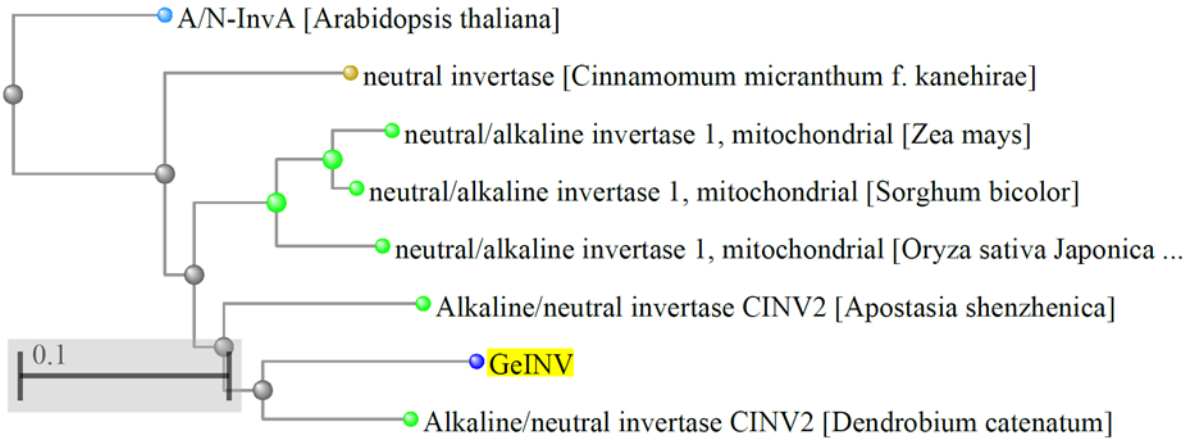 A/N-InvA [Arabidopsis thaliana]
neutral invertase [Cinnamomum micranthum f. kanehirae]
neutral/alkaline invertase 1, mitochondrial [Zea mays]
neutral/alkaline invertase 1, mitochondrial [Sorghum bicolor]
neutral/alkaline invertase 1, mitochondrial [Oryza sativa Japonica ...
Alkaline/neutral invertase CINV2 [Apostasia shenzhenica]
0.1
GeINV
Alkaline/neutral invertase CINV2 [Dendrobium catenatum]